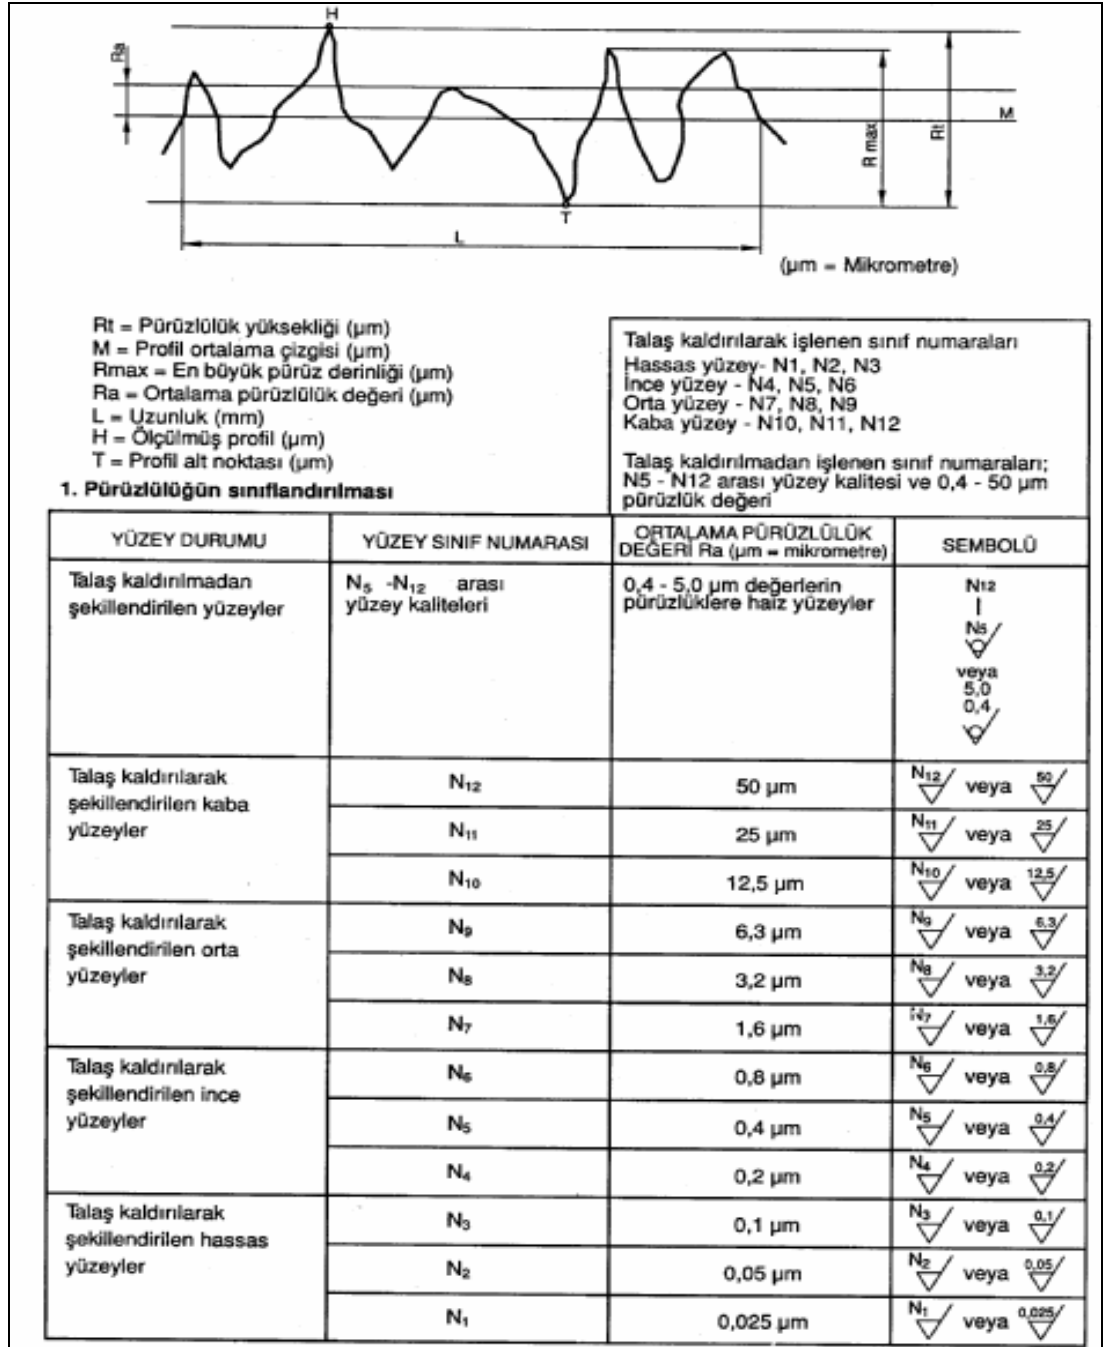 H
Ra
M
R max
Rt
T
L
(µm = Mikrometre)
Rt = Pürüzlülük yüksekliği (µm)
M = Profil ortalama çizgisi (µm)
Rmax = En büyük pürüz derinliği (µm)
Ra = Ortalama pürüzlülük değeri (µm)
L = Uzunluk (mm)
H = Ölçülmüş profil (µm)
T = Profil alt noktası (µm)
Talaş kaldırılarak işlenen sınıf numaraları
Hassas yüzey- N1, N2, N3
İnce yüzey - N4, N5, N6
Orta yüzey - N7, N8, N9
Kaba yüzey - N10, N11, N12
Talaş kaldırılmadan işlenen sınıf numaraları;
N5 - N12 arası yüzey kalitesi ve 0,4 - 50 µm
pürüzlük değeri
1. Pürüzlülüğün sınıflandırılması
YÜZEY DURUMU
YÜZEY SINIF NUMARASI
ORTALAMA PÜRÜZLÜLÜK
DEĞERİ Ra (µm = mikrometre)
SEMBOLÜ
Talaş kaldırılmadan
şekillendirilen yüzeyler
N5 -N12 arası
yüzey kaliteleri
0,4 - 5,0 µm değerlerin
pürüzlüklere haiz yüzeyler
N12
N5
veya
5,0
0,4
Talaş kaldırılarak
şekillendirilen kaba
yüzeyler
N12
50 µm
N12 veya 50
N11
25 µm
N11 veya 25
N10
12,5 µm
N10 veya 12,5
Talaş kaldırılarak
şekillendirilen orta
yüzeyler
N9
6,3 µm
N9 veya 6,3
N8
3,2 µm
N8 veya 3,2
N7
1,6 µm
N7 veya 1,6
Talaş kaldırılarak
şekillendirilen ince
yüzeyler
N6
0,8 µm
N6 veya 0,8
N5
0,4 µm
N5 veya 0,4
N4
0,2 µm
N4 veya 0,2
Talaş kaldırılarak
şekillendirilen hassas
yüzeyler
N3
0,1 µm
N3 veya 0,1
N2
0,05 µm
N2 veya 0,05
N1
0,025 µm
N1 veya 0,025